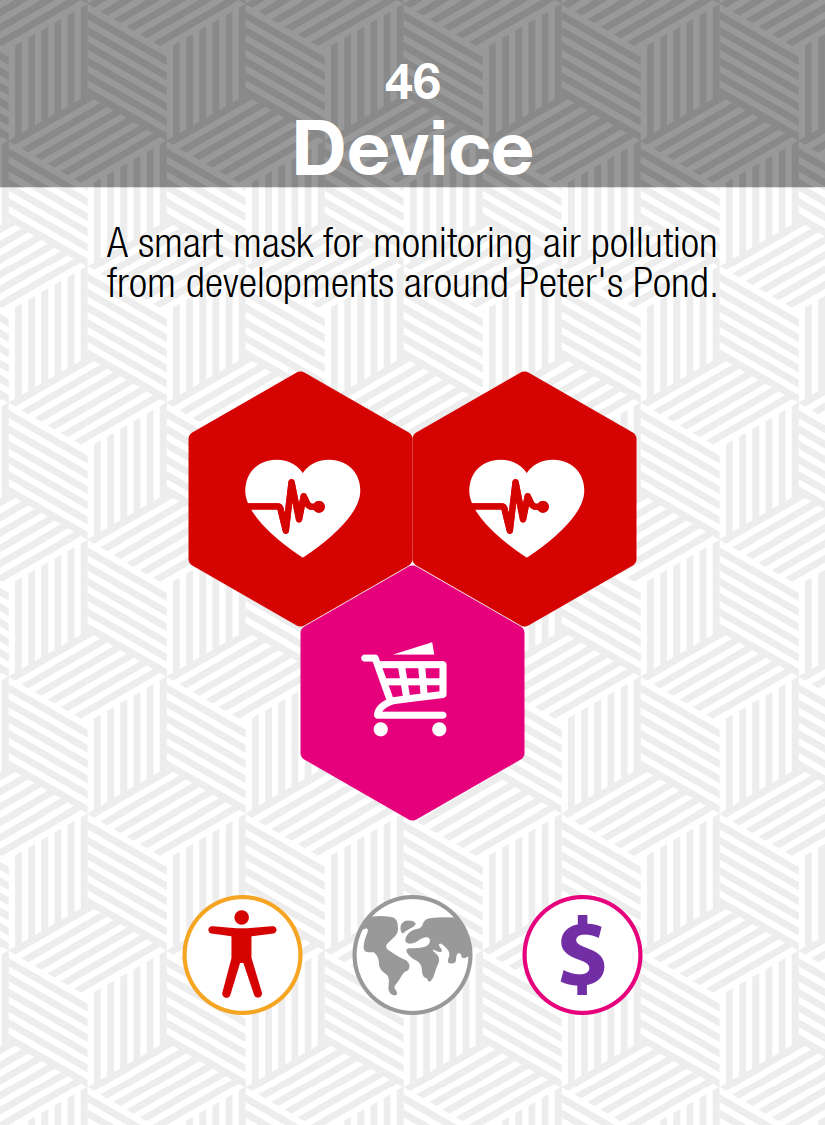 46
Device
A smart mask for monitoring air pollution
from developments around Peter's Pond.
$